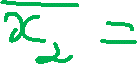 x̅₂ =